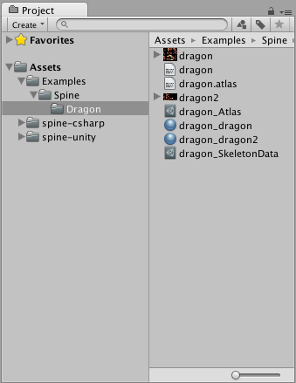 Project
Create
Favorites
Assets
Examples
Spine
Dragon
spine-csharp
spine-unity
Assets Examples Spine
dragon
dragon
dragon.atlas
dragon2
dragon_Atlas
dragon_dragon
dragon_dragon2
dragon_SkeletonData